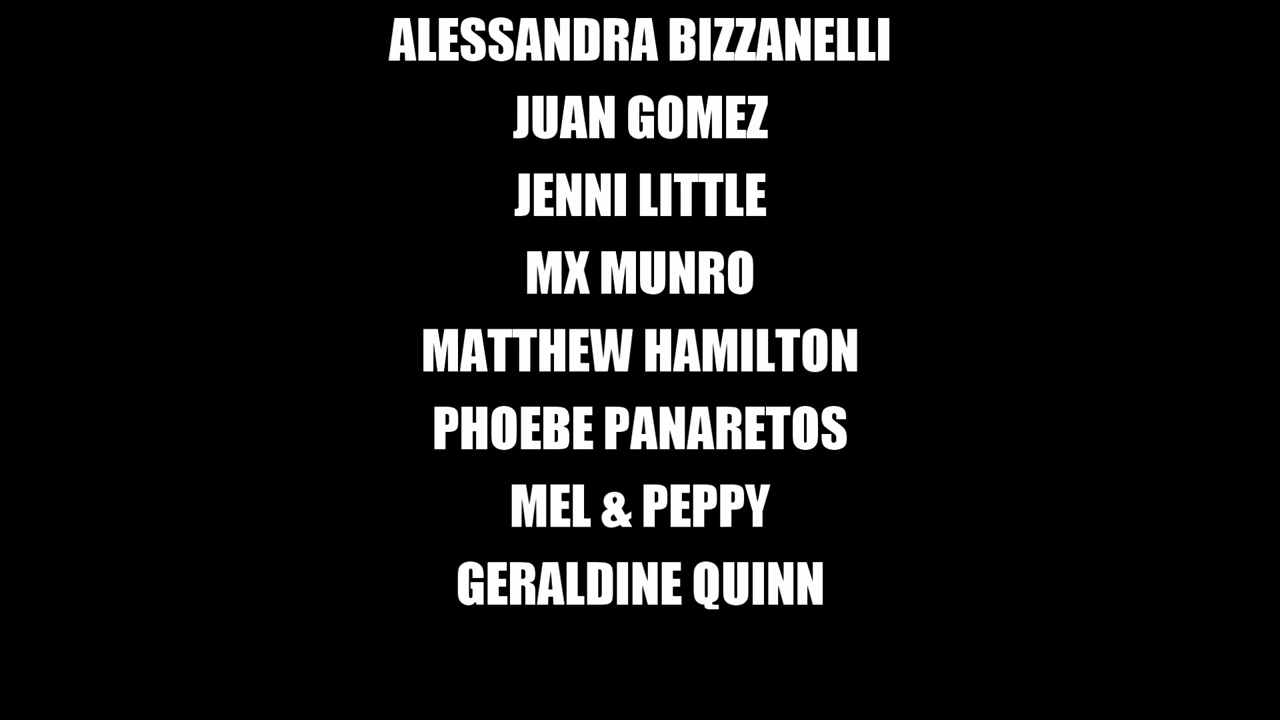 ALESSANDRA BIZZANELLI
JUAN GOMEZ
JENNI LITTLE
MX MUNRO
MATTHEW HAMILTON
PHOEBE PANARETOS
MEL & PEPPY
GERALDINE QUINN